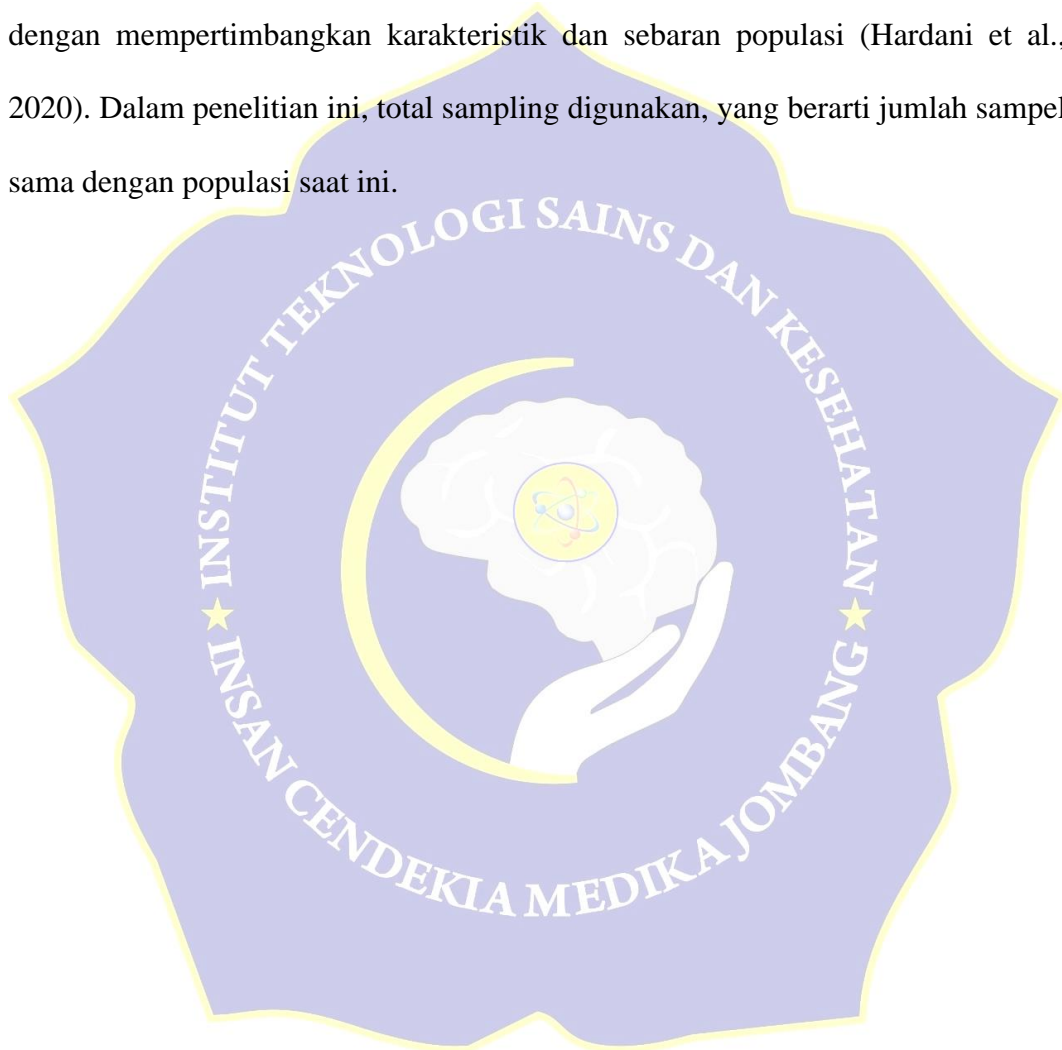 dengan mempertimbangkan karakteristik dan sebaran populasi (Hardani et al.,
2020). Dalam penelitian ini, total sampling digunakan, yang berarti jumlah sampel
sama dengan populasi saat ini.
INSTITUT TEKNOLOGI SAINS DAN KESEHATAN
INSAN CENDEKIA MEDIKA JOMBANG